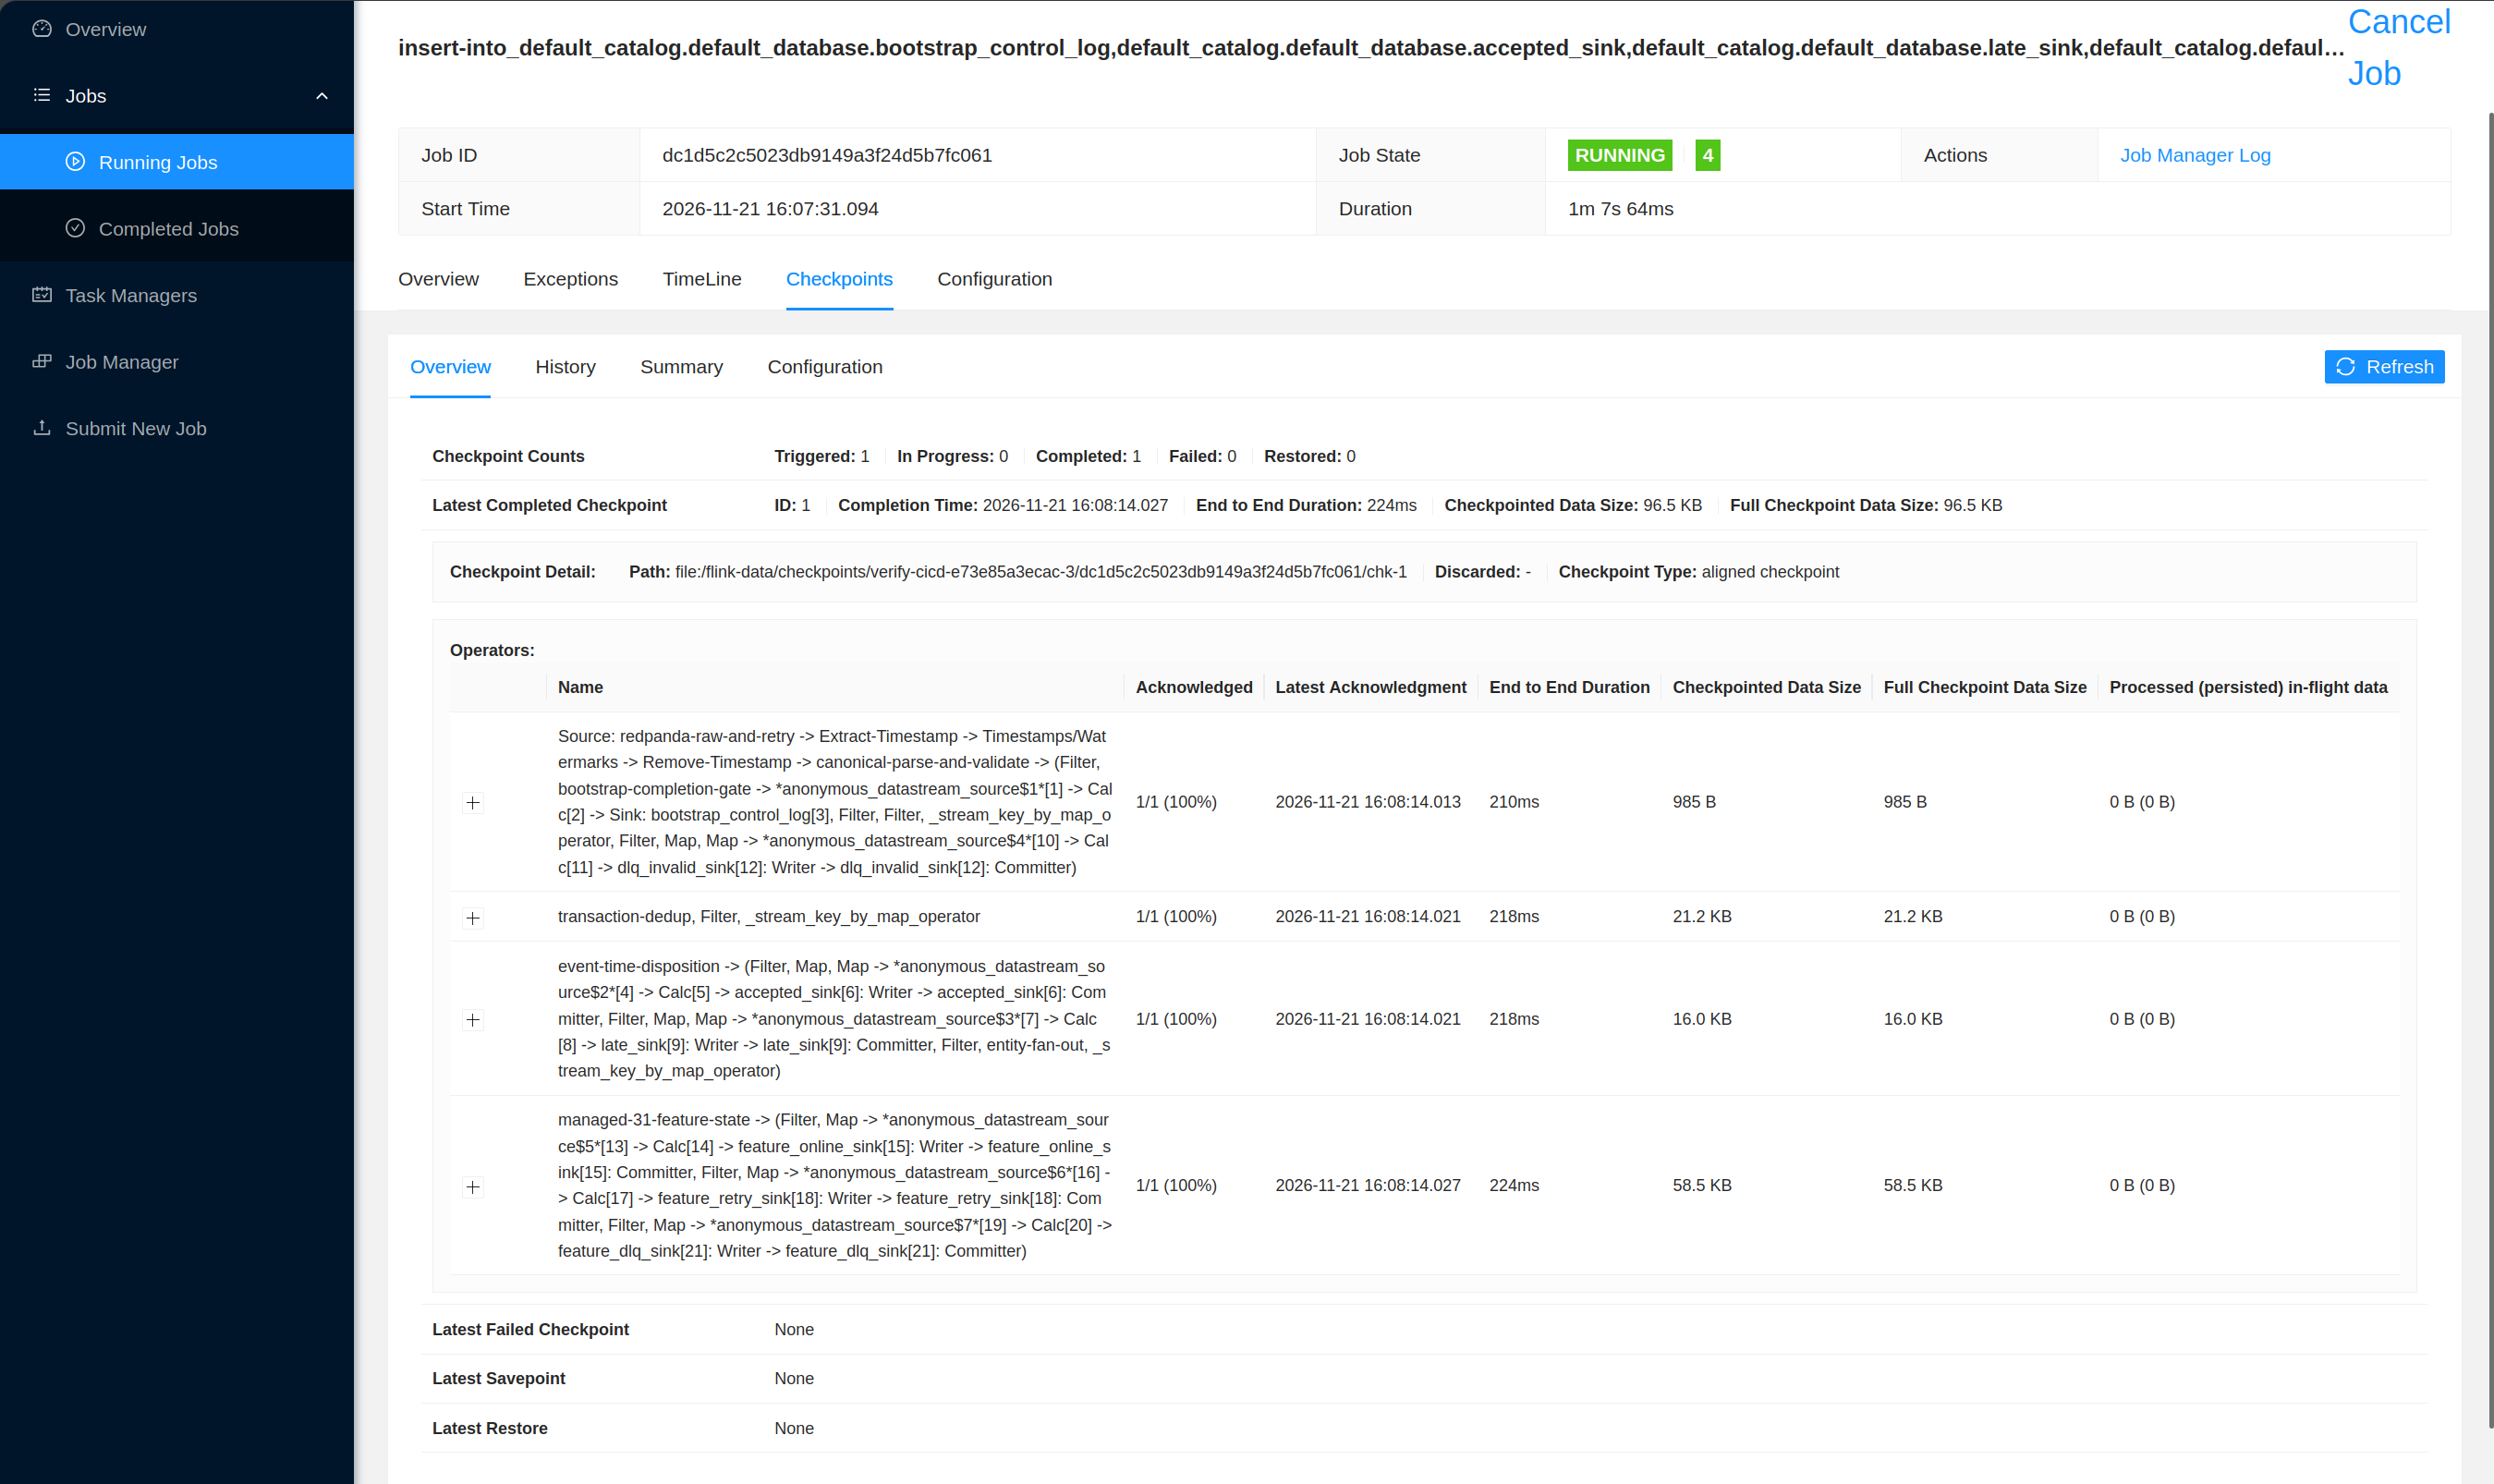 Overview
Jobs
Running Jobs
Completed Jobs
Task Managers
Job Manager
Submit New Job
insert-into_default_catalog.default_database.bootstrap_control_log,default_catalog.default_database.accepted_sink,default_catalog.default_database.late_sink,default_catalog.defaul…
Cancel
Job
Job ID dc1d5c2c5023db9149a3f24d5b7fc061 Job State RUNNING 4 Actions Job Manager Log
Start Time 2026-11-21 16:07:31.094 Duration 1m 7s 64ms
Overview Exceptions TimeLine Checkpoints Configuration
Overview History Summary Configuration Refresh
Checkpoint Counts Triggered: 1 In Progress: 0 Completed: 1 Failed: 0 Restored: 0
Latest Completed Checkpoint ID: 1 Completion Time: 2026-11-21 16:08:14.027 End to End Duration: 224ms Checkpointed Data Size: 96.5 KB Full Checkpoint Data Size: 96.5 KB
Checkpoint Detail: Path: file:/flink-data/checkpoints/verify-cicd-e73e85a3ecac-3/dc1d5c2c5023db9149a3f24d5b7fc061/chk-1 Discarded: - Checkpoint Type: aligned checkpoint
Operators:
Name Acknowledged Latest Acknowledgment End to End Duration Checkpointed Data Size Full Checkpoint Data Size Processed (persisted) in-flight data
Source: redpanda-raw-and-retry -> Extract-Timestamp -> Timestamps/Wat
ermarks -> Remove-Timestamp -> canonical-parse-and-validate -> (Filter,
bootstrap-completion-gate -> *anonymous_datastream_source$1*[1] -> Cal
c[2] -> Sink: bootstrap_control_log[3], Filter, Filter, _stream_key_by_map_o
perator, Filter, Map, Map -> *anonymous_datastream_source$4*[10] -> Cal
c[11] -> dlq_invalid_sink[12]: Writer -> dlq_invalid_sink[12]: Committer)
1/1 (100%) 2026-11-21 16:08:14.013 210ms 985 B 985 B 0 B (0 B)
transaction-dedup, Filter, _stream_key_by_map_operator 1/1 (100%) 2026-11-21 16:08:14.021 218ms 21.2 KB 21.2 KB 0 B (0 B)
event-time-disposition -> (Filter, Map, Map -> *anonymous_datastream_so
urce$2*[4] -> Calc[5] -> accepted_sink[6]: Writer -> accepted_sink[6]: Com
mitter, Filter, Map, Map -> *anonymous_datastream_source$3*[7] -> Calc
[8] -> late_sink[9]: Writer -> late_sink[9]: Committer, Filter, entity-fan-out, _s
tream_key_by_map_operator)
1/1 (100%) 2026-11-21 16:08:14.021 218ms 16.0 KB 16.0 KB 0 B (0 B)
managed-31-feature-state -> (Filter, Map -> *anonymous_datastream_sour
ce$5*[13] -> Calc[14] -> feature_online_sink[15]: Writer -> feature_online_s
ink[15]: Committer, Filter, Map -> *anonymous_datastream_source$6*[16] -
> Calc[17] -> feature_retry_sink[18]: Writer -> feature_retry_sink[18]: Com
mitter, Filter, Map -> *anonymous_datastream_source$7*[19] -> Calc[20] ->
feature_dlq_sink[21]: Writer -> feature_dlq_sink[21]: Committer)
1/1 (100%) 2026-11-21 16:08:14.027 224ms 58.5 KB 58.5 KB 0 B (0 B)
Latest Failed Checkpoint None
Latest Savepoint None
Latest Restore None